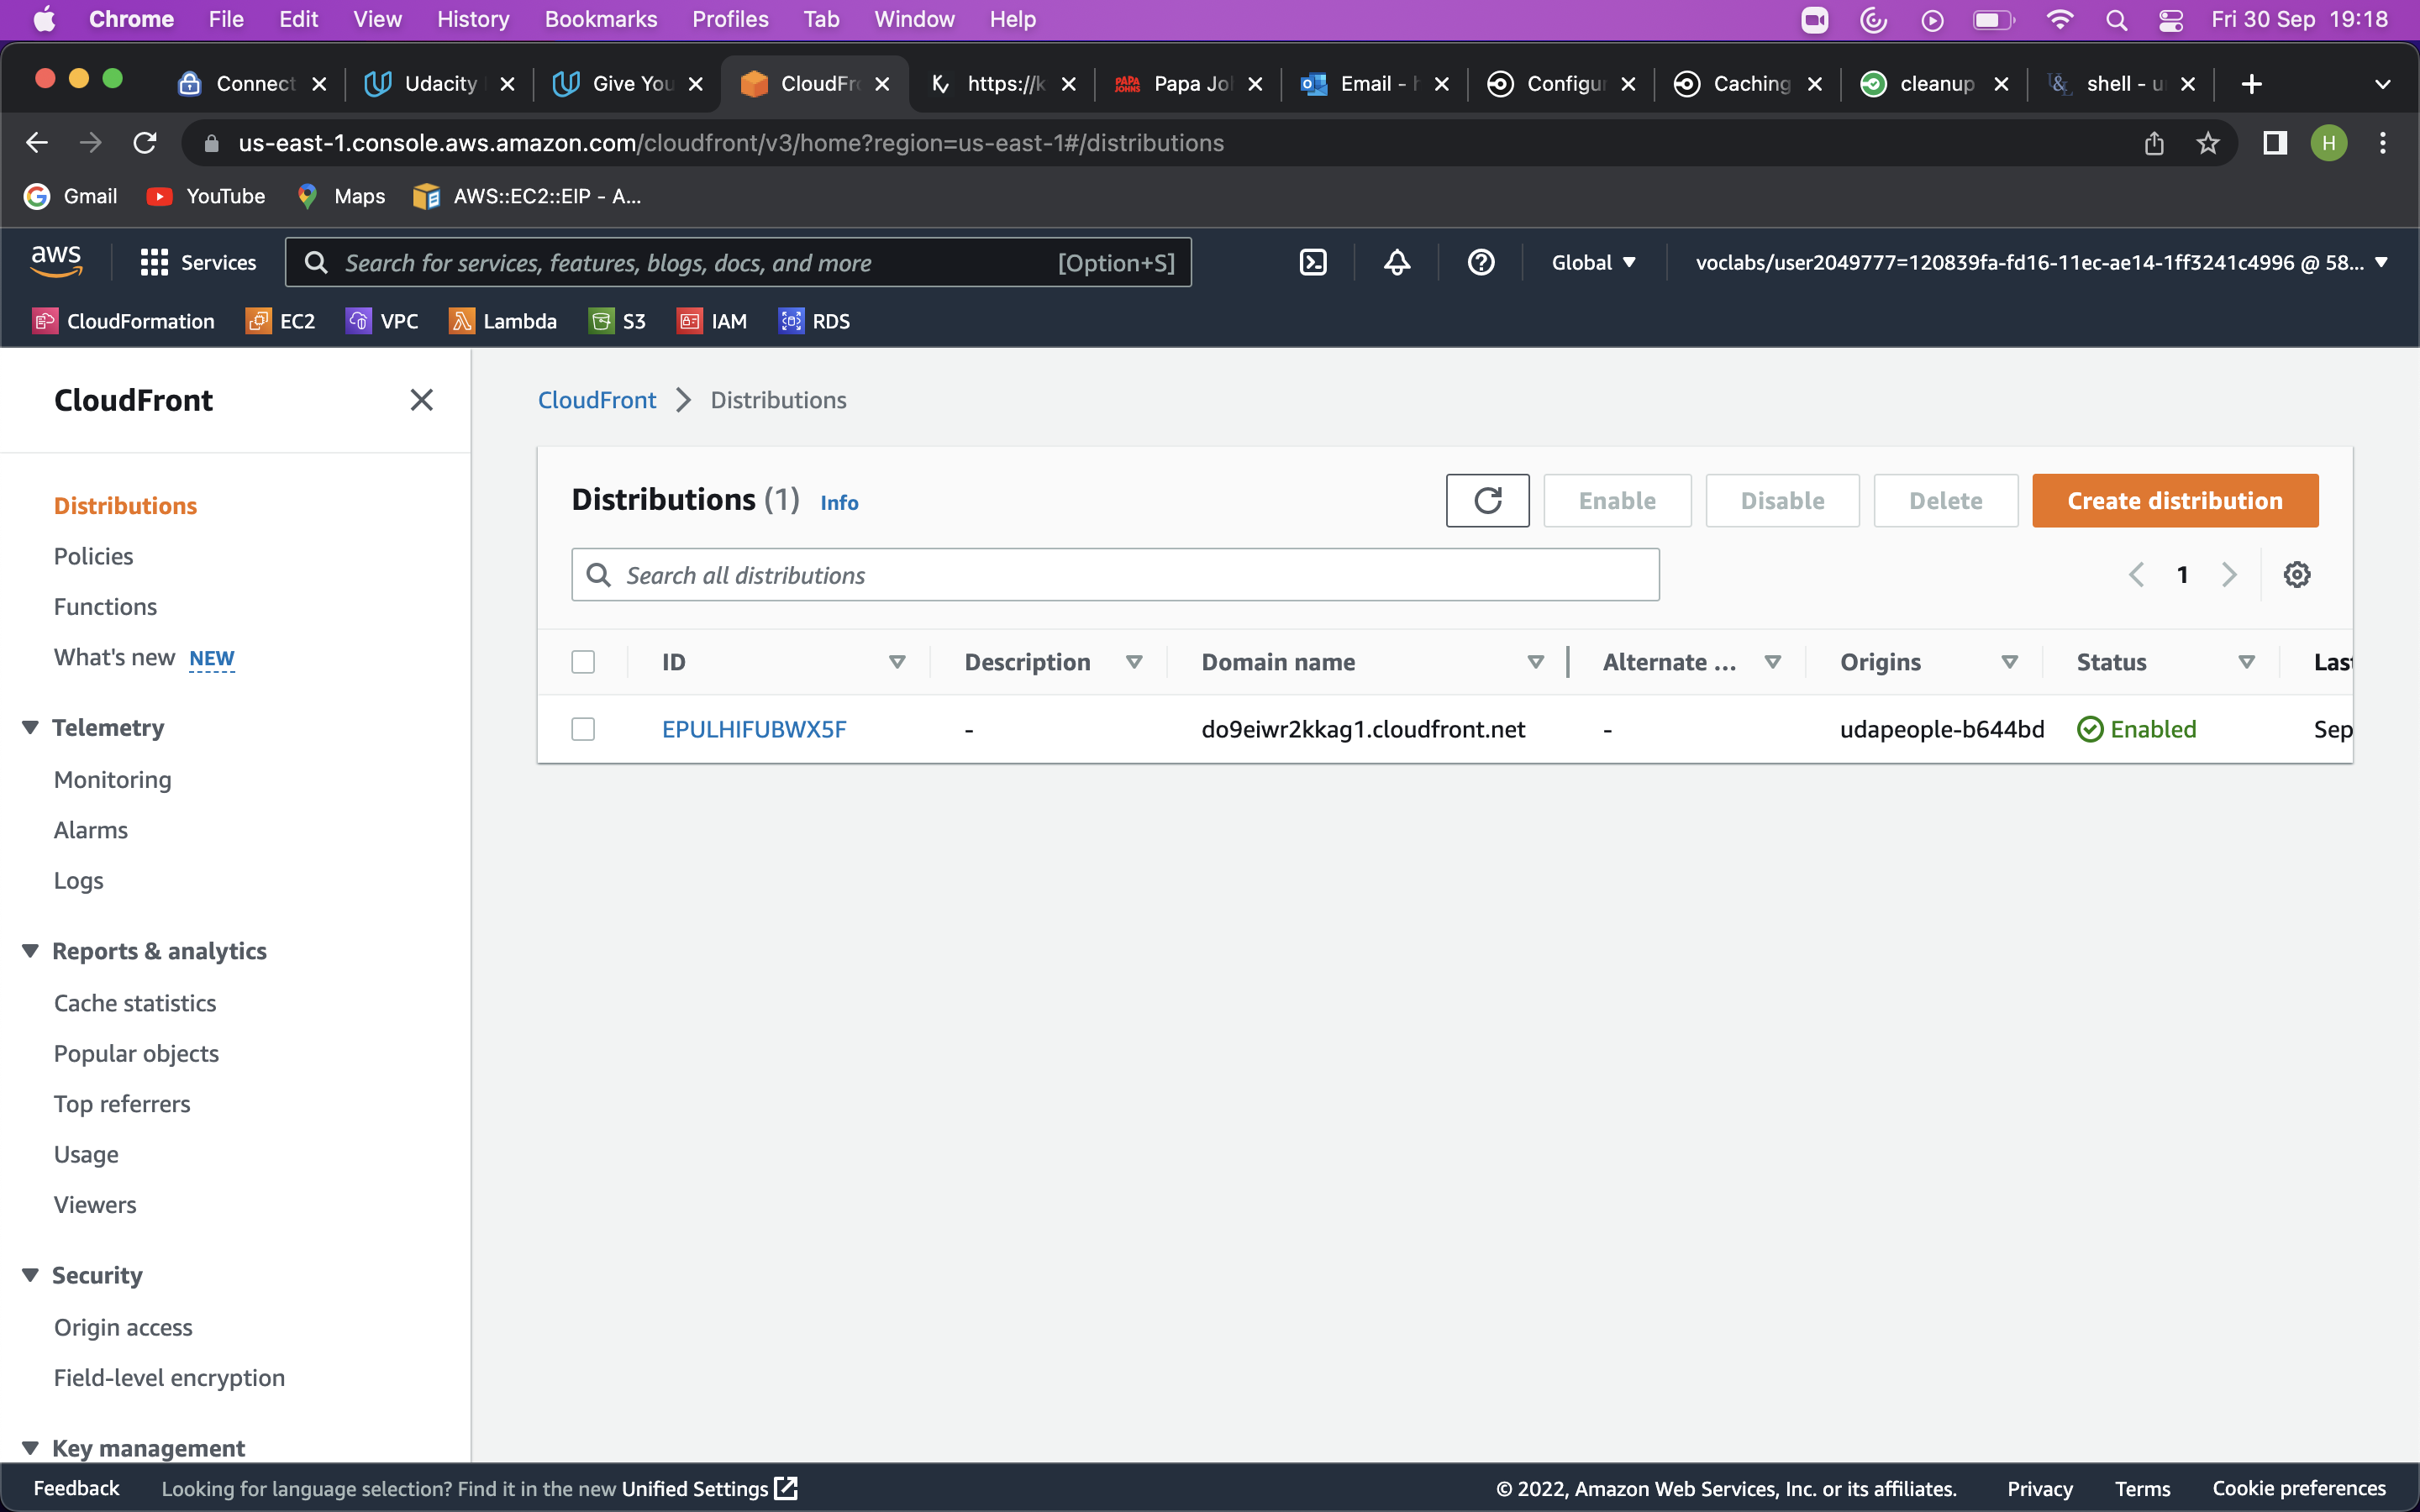 Chrome File Edit View History Bookmarks Profiles Tab Window Help Fri 30 Sep 19:18
Connect Udacity Give You CloudFro https://k Papa Jol Email - Configur Caching cleanup shell - u
us-east-1.console.aws.amazon.com/cloudfront/v3/home?region=us-east-1#/distributions H
Gmail YouTube Maps AWS::EC2::EIP - A...
aws Services Search for services, features, blogs, docs, and more [Option+S] Global voclabs/user2049777=120839fa-fd16-11ec-ae14-1ff3241c4996 @ 58...
CloudFormation EC2 VPC Lambda S3 IAM RDS
CloudFront
Distributions
Policies
Functions
What's new NEW
Telemetry
Monitoring
Alarms
Logs
Reports & analytics
Cache statistics
Popular objects
Top referrers
Usage
Viewers
Security
Origin access
Field-level encryption
Key management
CloudFront Distributions
Distributions (1) Info Enable Disable Delete Create distribution
Search all distributions 1
ID Description Domain name Alternate ... Origins Status Las
EPULHIFUBWX5F - do9eiwr2kkag1.cloudfront.net - udapeople-b644bd Enabled Sep
Feedback Looking for language selection? Find it in the new Unified Settings © 2022, Amazon Web Services, Inc. or its affiliates. Privacy Terms Cookie preferences